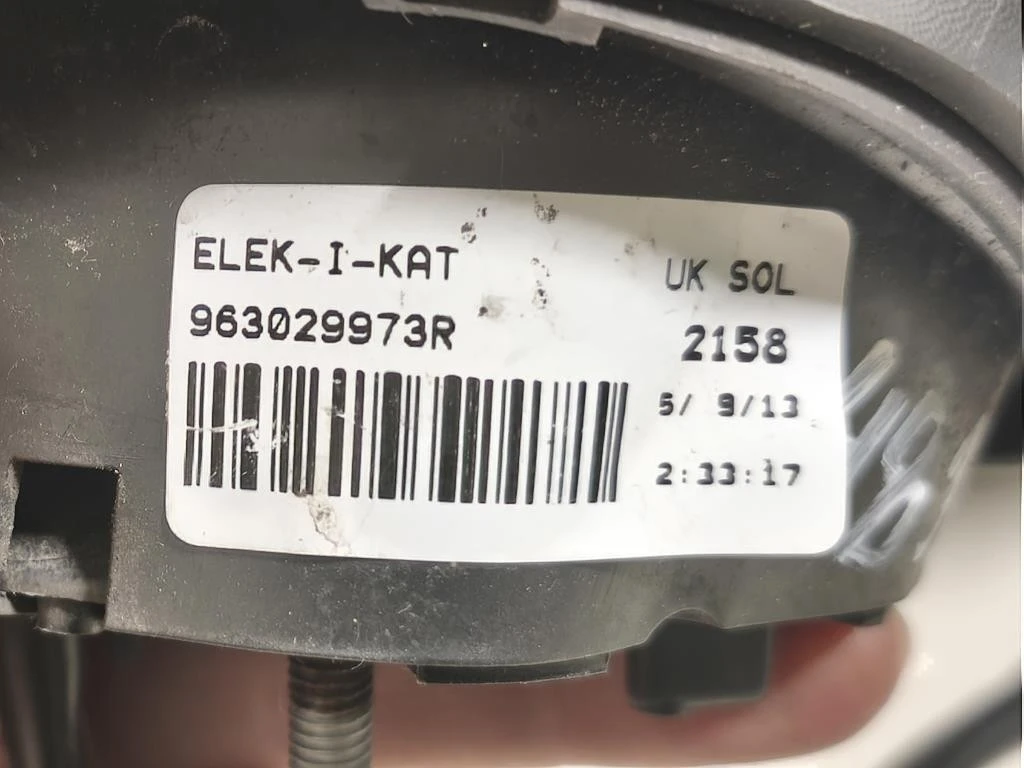 ELEK-I-KAT
963029973R
UK SOL
2158
5/ 9/13
2:33:17